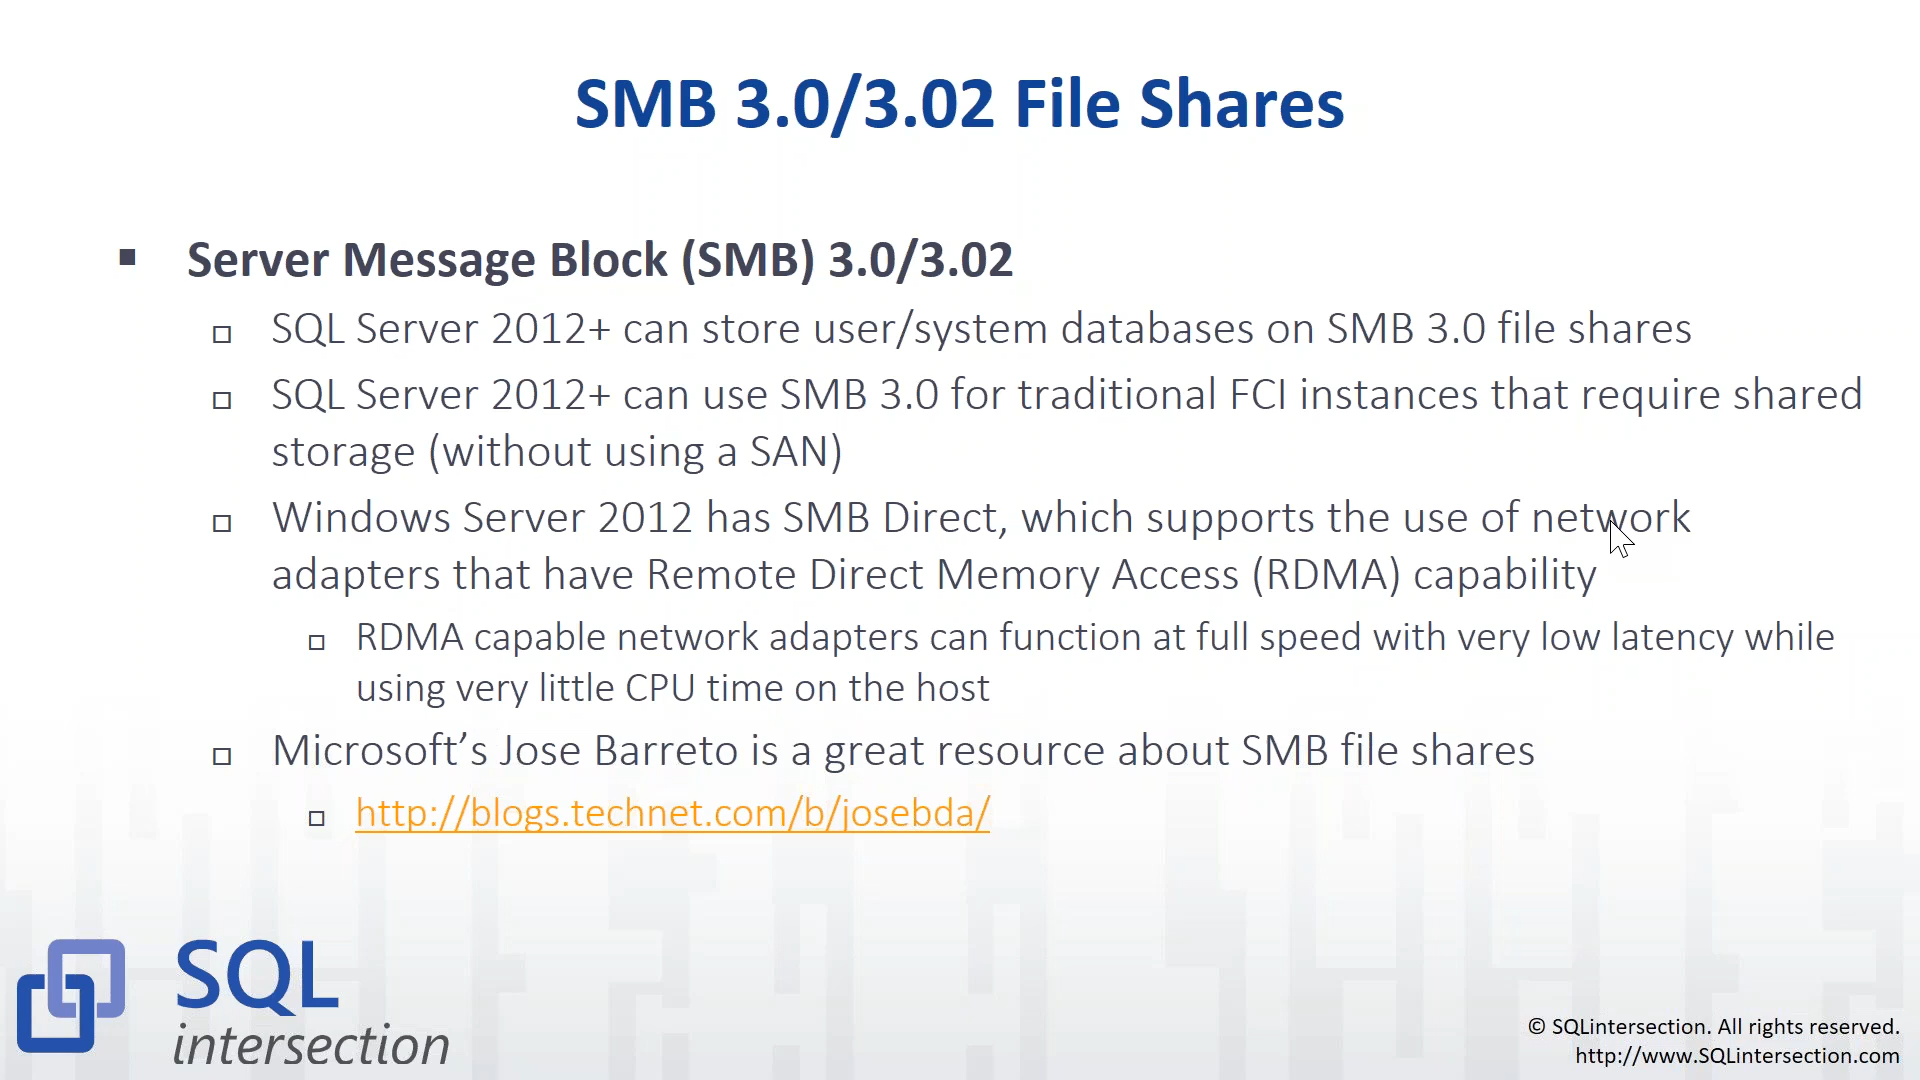 SMB 3.0/3.02 File Shares
Server Message Block (SMB) 3.0/3.02
SQL Server 2012+ can store user/system databases on SMB 3.0 file shares
SQL Server 2012+ can use SMB 3.0 for traditional FCI instances that require shared
storage (without using a SAN)
Windows Server 2012 has SMB Direct, which supports the use of network
adapters that have Remote Direct Memory Access (RDMA) capability
RDMA capable network adapters can function at full speed with very low latency while
using very little CPU time on the host
Microsoft’s Jose Barreto is a great resource about SMB file shares
http://blogs.technet.com/b/josebda/
SQL
intersection
© SQLintersection. All rights reserved.
http://www.SQLintersection.com